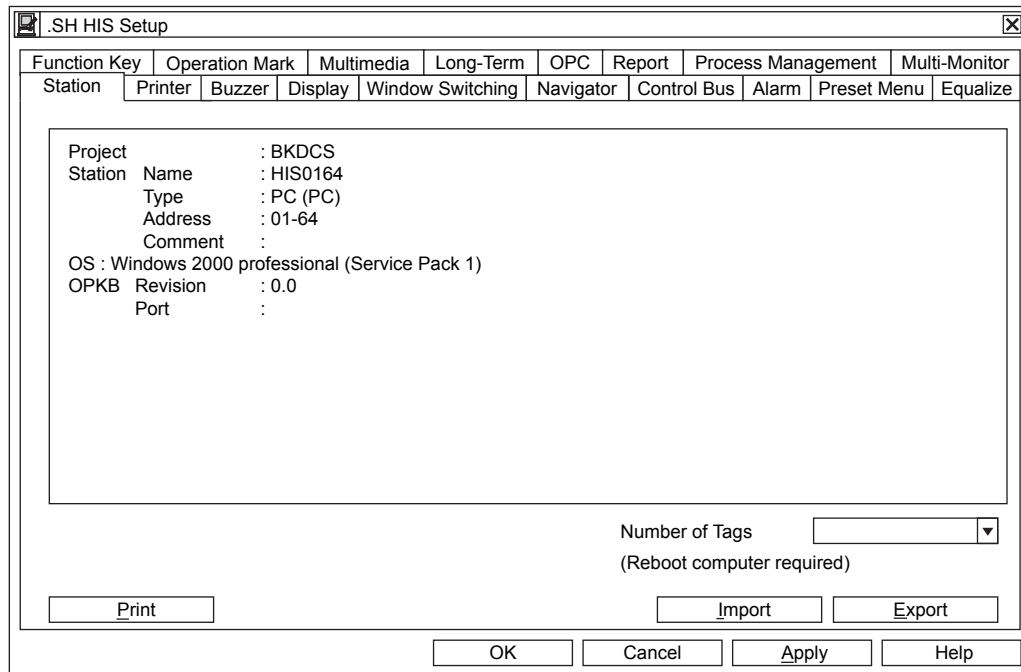 .SH HIS Setup
Function Key Operation Mark Multimedia Long-Term OPC Report Process Management Multi-Monitor
Station Printer Buzzer Display Window Switching Navigator Control Bus Alarm Preset Menu Equalize
Project : BKDCS
Station Name : HIS0164
Type : PC (PC)
Address : 01-64
Comment :
OS : Windows 2000 professional (Service Pack 1)
OPKB Revision : 0.0
Port :
Number of Tags
(Reboot computer required)
Print Import Export
OK Cancel Apply Help